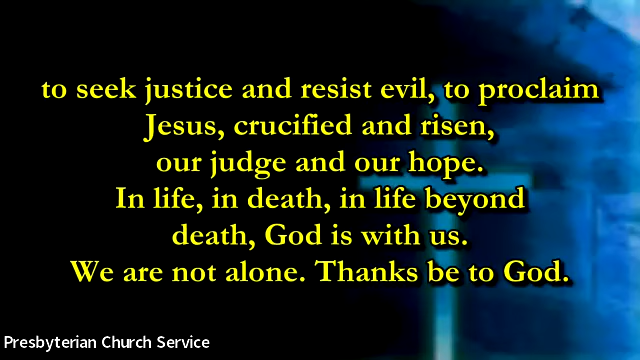 to seek justice and resist evil, to proclaim
Jesus, crucified and risen,
our judge and our hope.
In life, in death, in life beyond
death, God is with us.
We are not alone. Thanks be to God.
Presbyterian Church Service